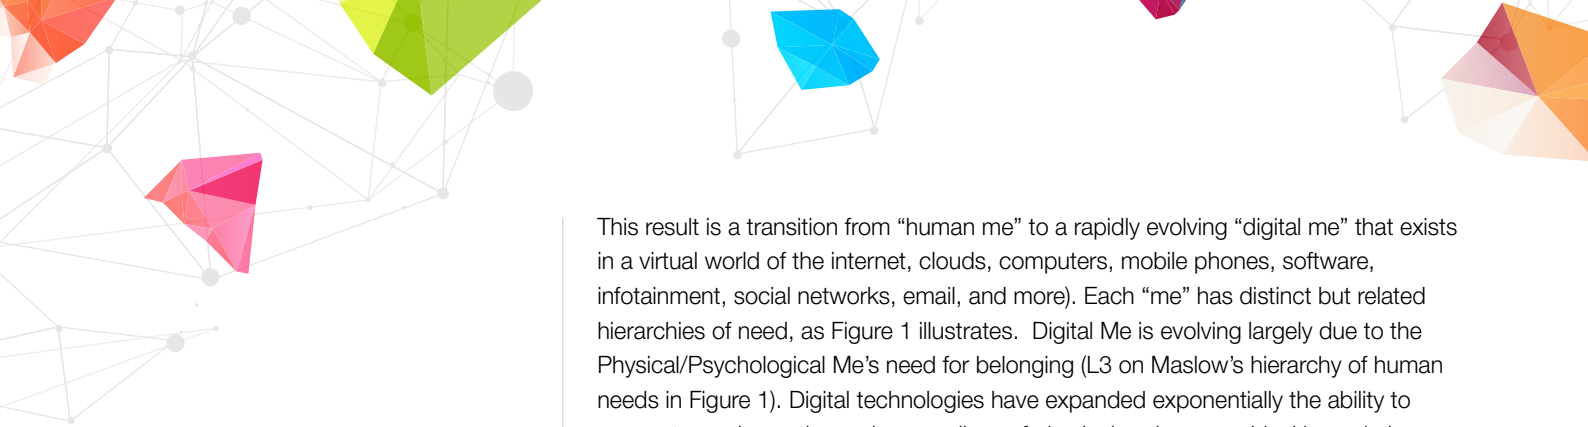 This result is a transition from “human me” to a rapidly evolving “digital me” that exists
in a virtual world of the internet, clouds, computers, mobile phones, software,
infotainment, social networks, email, and more). Each “me” has distinct but related
hierarchies of need, as Figure 1 illustrates.  Digital Me is evolving largely due to the
Physical/Psychological Me’s need for belonging (L3 on Maslow’s hierarchy of human
needs in Figure 1). Digital technologies have expanded exponentially the ability to